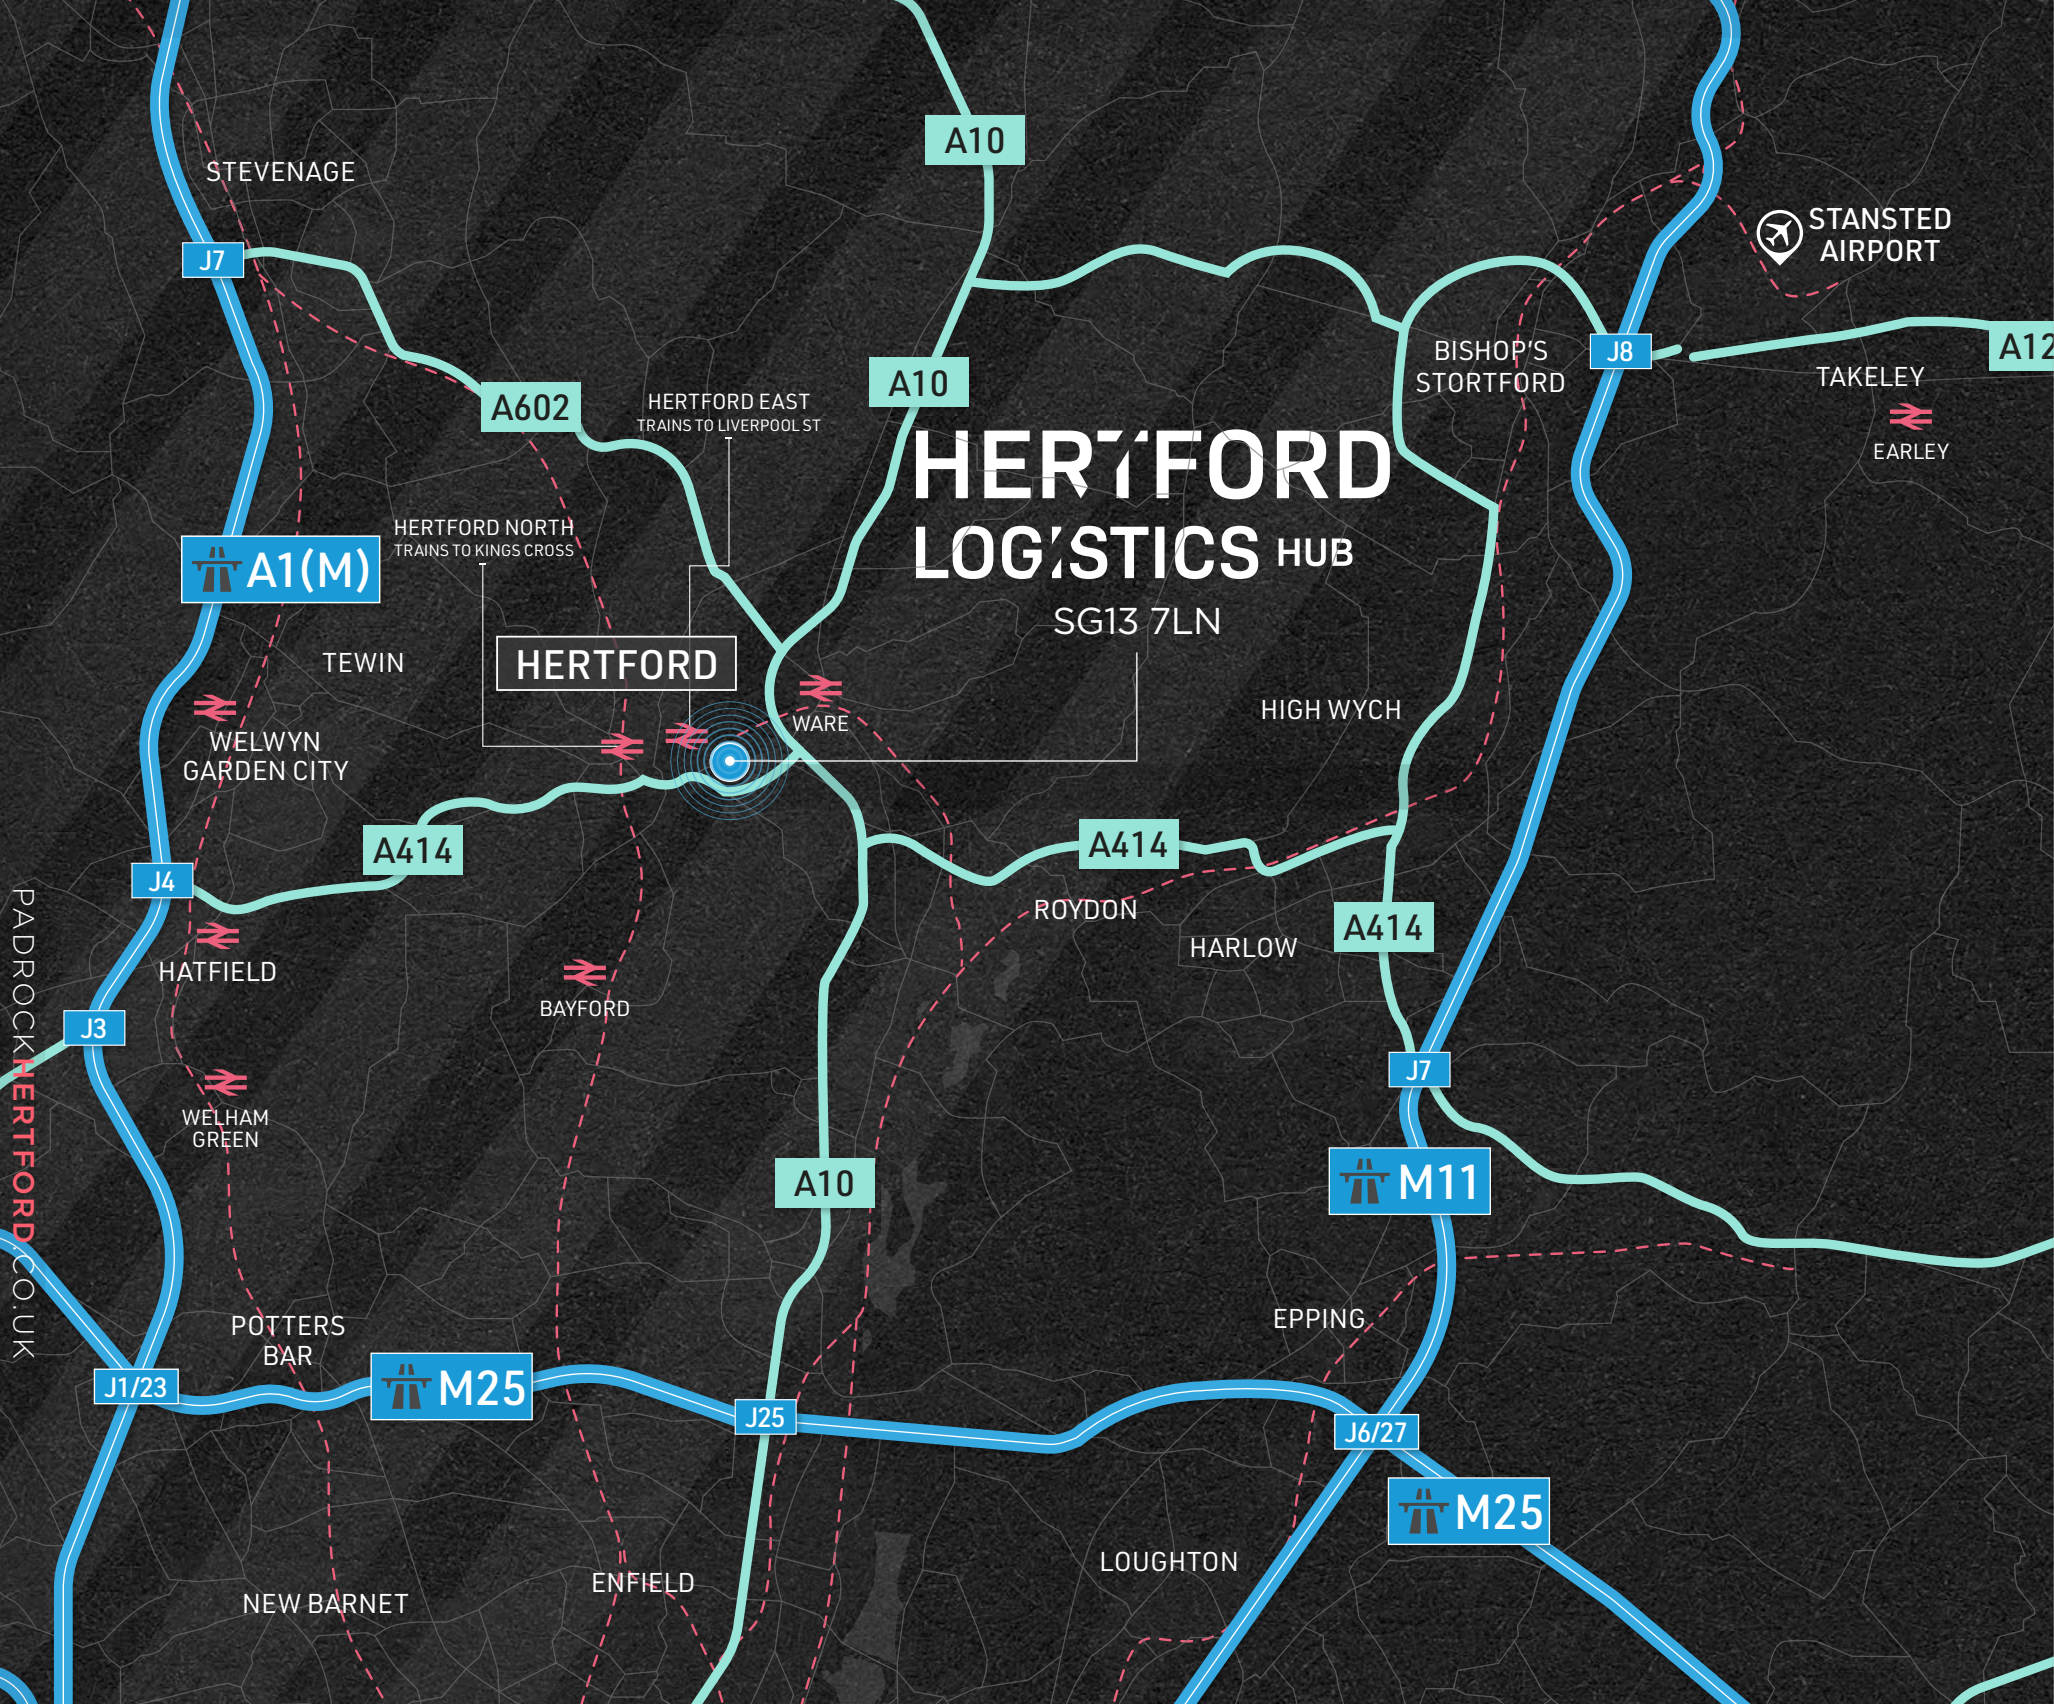 A10
STEVENAGE
STANSTED
AIRPORT
J7
BISHOP'S
STORTFORD
J8
A12
TAKELEY
A10
A602
HERTFORD EAST
TRAINS TO LIVERPOOL ST
EARLEY
HERTFORD
LOGISTICS HUB
SG13 7LN
HERTFORD NORTH
TRAINS TO KINGS CROSS
A1(M)
TEWIN
HERTFORD
WARE
HIGH WYCH
WELWYN
GARDEN CITY
A414
A414
J4
ROYDON
A414
HARLOW
HATFIELD
BAYFORD
J3
PADROCKHERTFORD.CO.UK
J7
WELHAM
GREEN
A10
M11
POTTERS
BAR
EPPING
J1/23
M25
J25
J6/27
M25
LOUGHTON
ENFIELD
NEW BARNET